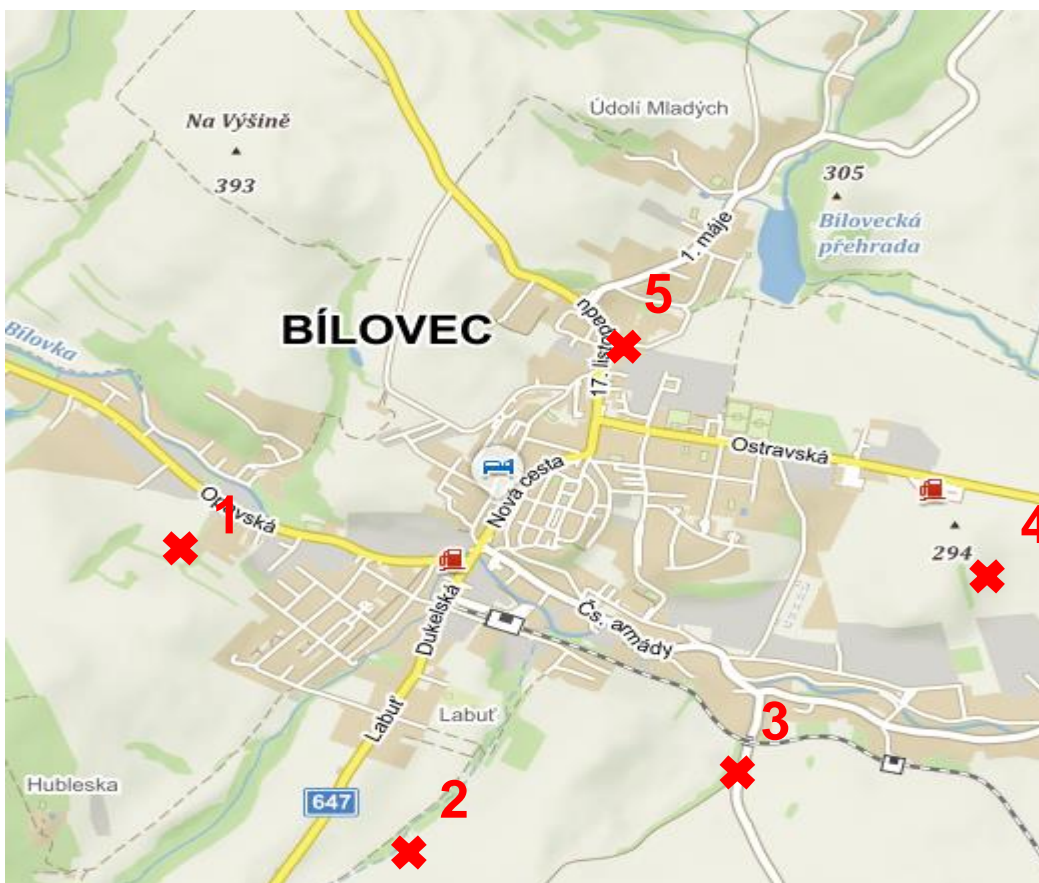 Údolí Mladých
Na Výšině
393
305
Bílovecká
přehrada
1. máje
5
BÍLOVEC
Bílovka
17. listopadu
Ostravská
Nová cesta
Opavská
1
4
294
Dukelská
Čs. armády
Labuť
Labuť
3
Hubleska
2
647